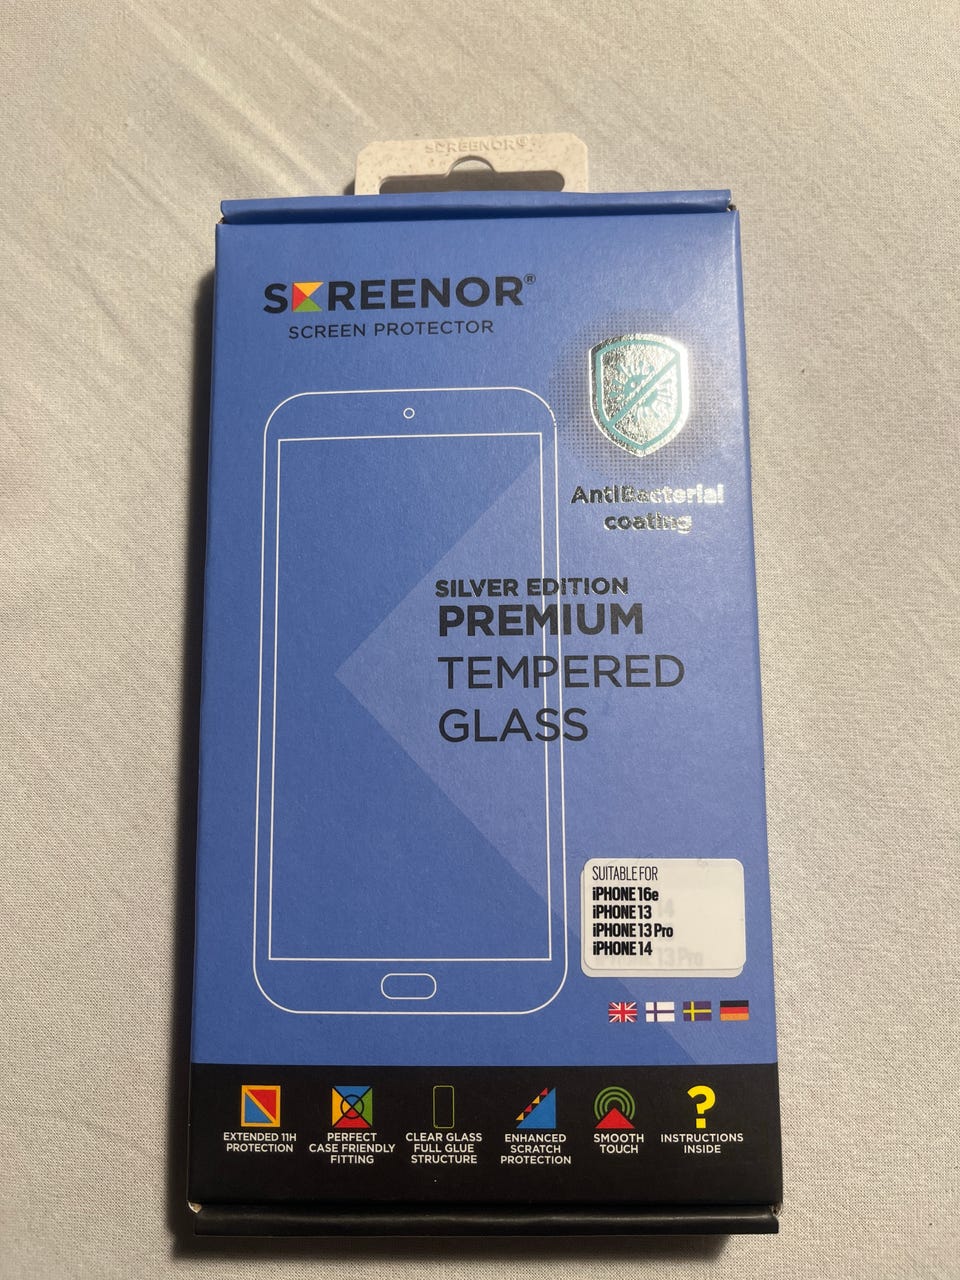 SCREENOR®
SCREENOR®
SCREEN PROTECTOR
AntiBacterial
coating
SILVER EDITION
PREMIUM
TEMPERED
GLASS
SUITABLE FOR
iPHONE 16e
iPHONE 13
iPHONE 13 Pro
iPHONE 14
EXTENDED 11H
PROTECTION
PERFECT
CASE FRIENDLY
FITTING
CLEAR GLASS
FULL GLUE
STRUCTURE
ENHANCED
SCRATCH
PROTECTION
SMOOTH
TOUCH
?
INSTRUCTIONS
INSIDE